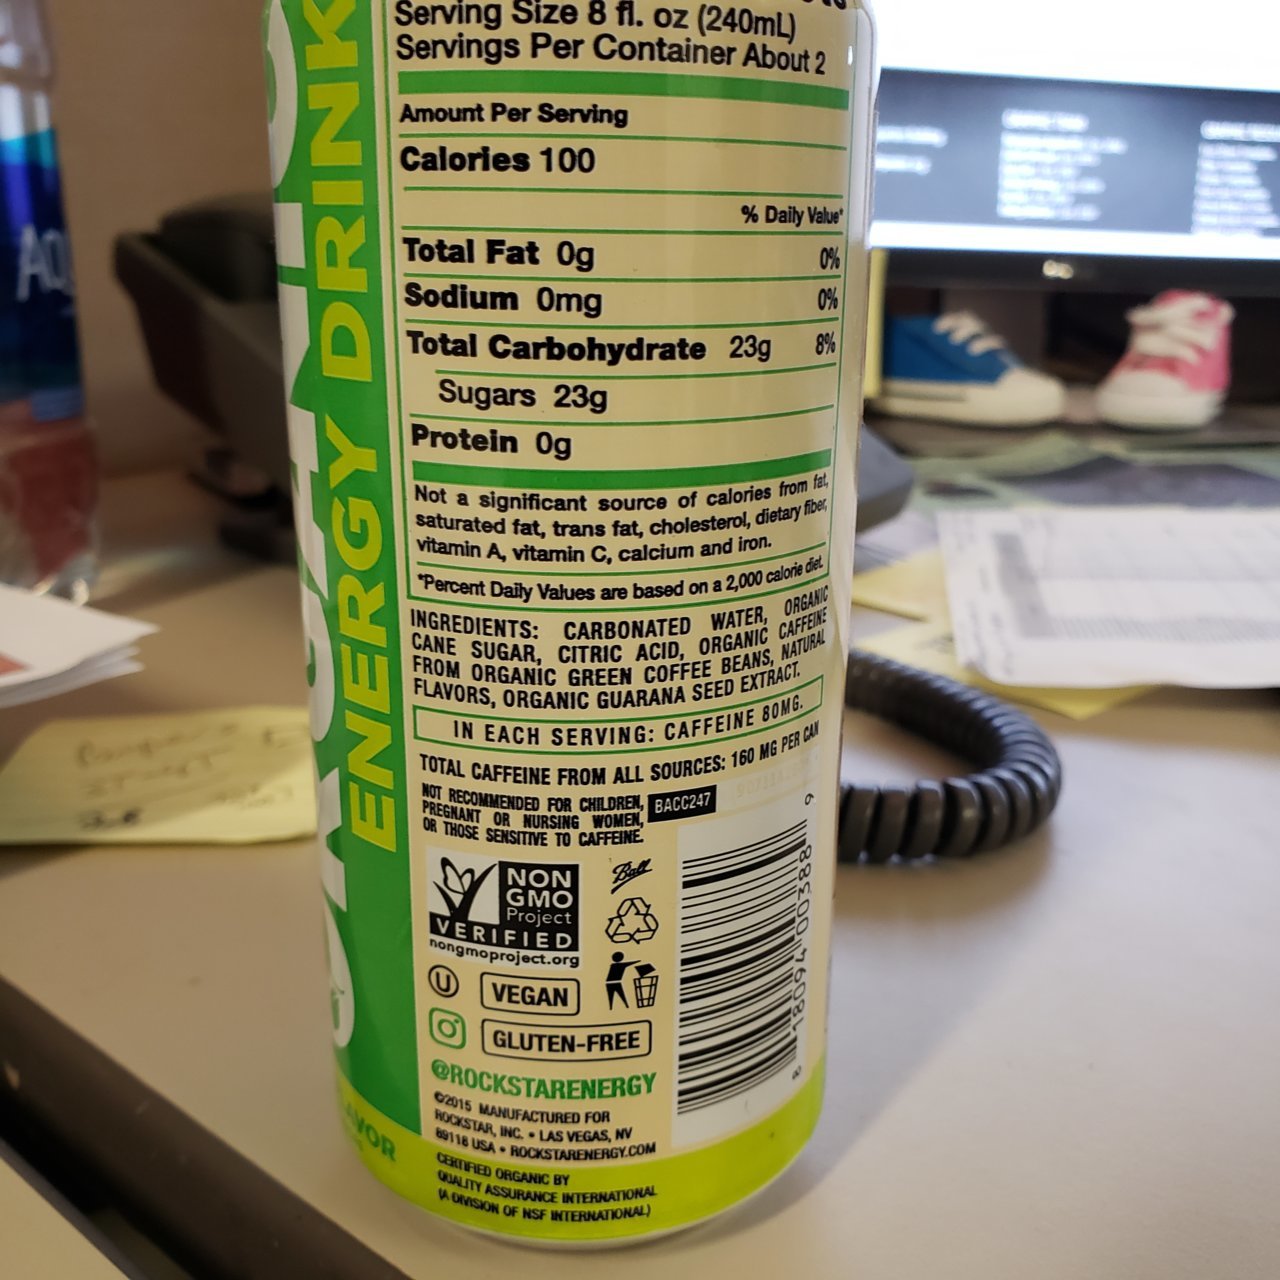 Serving Size 8 fl. oz (240mL)
Servings Per Container About 2
Amount Per Serving
Calories 100
% Daily Value*
Total Fat 0g 0%
Sodium 0mg 0%
Total Carbohydrate 23g 8%
Sugars 23g
Protein 0g
Not a significant source of calories from fat,
saturated fat, trans fat, cholesterol, dietary fiber,
vitamin A, vitamin C, calcium and iron.
*Percent Daily Values are based on a 2,000 calorie diet.
INGREDIENTS: CARBONATED WATER, ORGANIC
CANE SUGAR, CITRIC ACID, ORGANIC CAFFEINE
FROM ORGANIC GREEN COFFEE BEANS, NATURAL
FLAVORS, ORGANIC GUARANA SEED EXTRACT.
IN EACH SERVING: CAFFEINE 80MG.
TOTAL CAFFEINE FROM ALL SOURCES: 160 MG PER CAN
NOT RECOMMENDED FOR CHILDREN,
PREGNANT OR NURSING WOMEN,
OR THOSE SENSITIVE TO CAFFEINE.
BACC247
NON
GMO
Project
VERIFIED
nongmoproject.org
Ball
U
VEGAN
GLUTEN-FREE
@ROCKSTARENERGY
©2015 MANUFACTURED FOR
ROCKSTAR, INC. • LAS VEGAS, NV
89118 USA • ROCKSTARENERGY.COM
CERTIFIED ORGANIC BY
QUALITY ASSURANCE INTERNATIONAL
(A DIVISION OF NSF INTERNATIONAL)
8 18094 00388 9
ENERGY DRINK